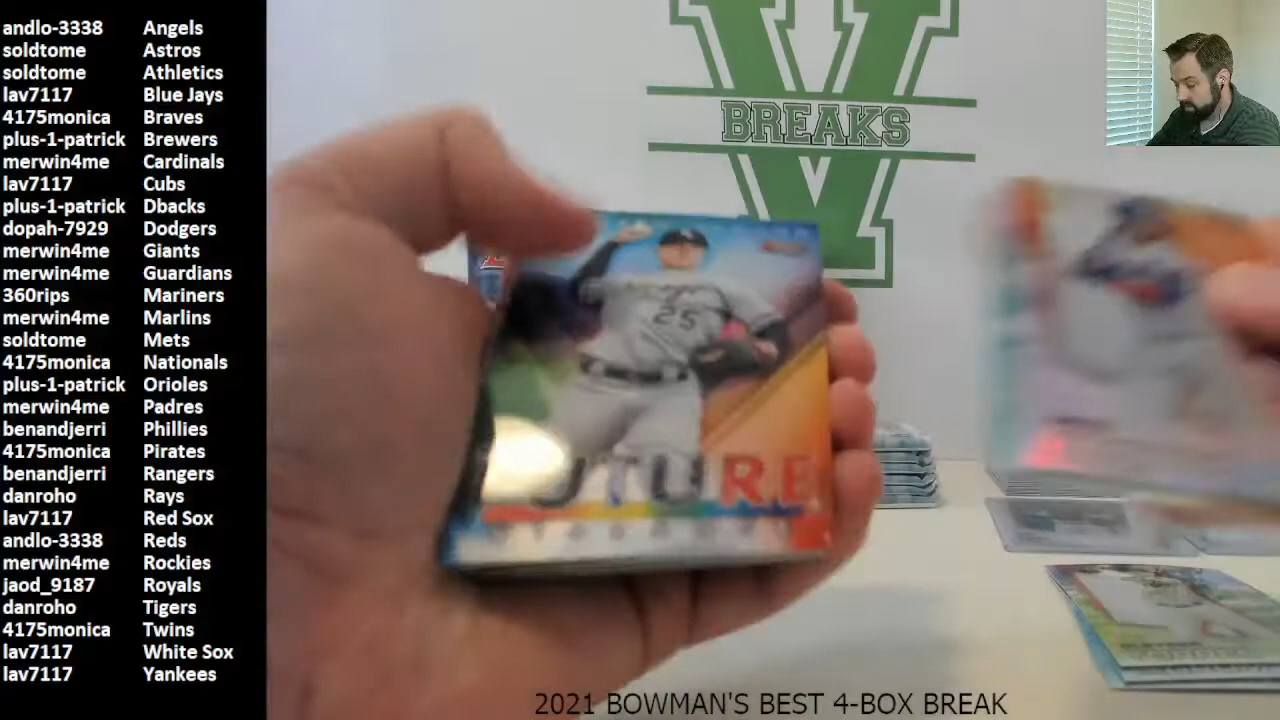 andlo-3338 Angels
soldtome Astros
soldtome Athletics
lav7117 Blue Jays
4175monica Braves
plus-1-patrick Brewers
merwin4me Cardinals
lav7117 Cubs
plus-1-patrick Dbacks
dopah-7929 Dodgers
merwin4me Giants
merwin4me Guardians
360rips Mariners
merwin4me Marlins
soldtome Mets
4175monica Nationals
plus-1-patrick Orioles
merwin4me Padres
benandjerri Phillies
4175monica Pirates
benandjerri Rangers
danroho Rays
lav7117 Red Sox
andlo-3338 Reds
merwin4me Rockies
jaod_9187 Royals
danroho Tigers
4175monica Twins
lav7117 White Sox
lav7117 Yankees
V
BREAKS
25
FUTURE
2021 BOWMAN'S BEST 4-BOX BREAK